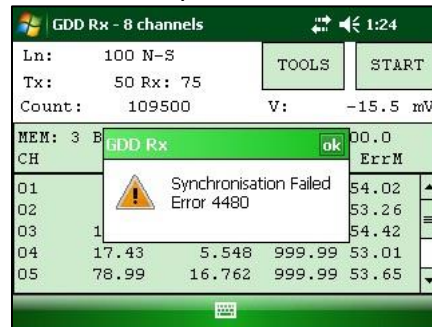 GDD Rx - 8 channels 1:24
Ln: 100 N-S TOOLS START
Tx: 50 Rx: 75
Count: 109500 V: -15.5 mV
MEM: 3 B GDD Rx ok 00.0
CH ErrM
Synchronisation Failed
Error 4480
01 54.02
02 53.26
03 1 54.42
04 17.43 5.548 999.99 53.01
05 78.99 16.762 999.99 53.65